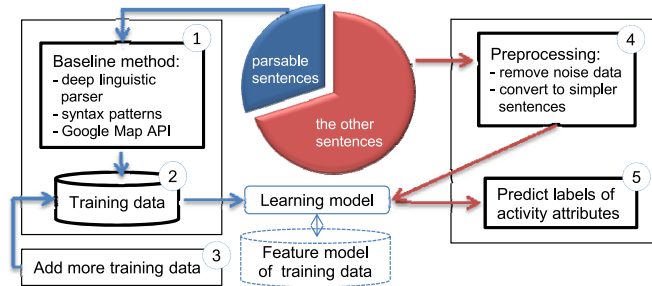 1
Baseline method:
- deep linguistic
parser
- syntax patterns
- Google Map API
parsable
sentences
the other
sentences
4
Preprocessing:
- remove noise data
- convert to simpler
sentences
2
Training data
Learning model
5
Predict labels of
activity attributes
Add more training data
3
Feature model
of training data